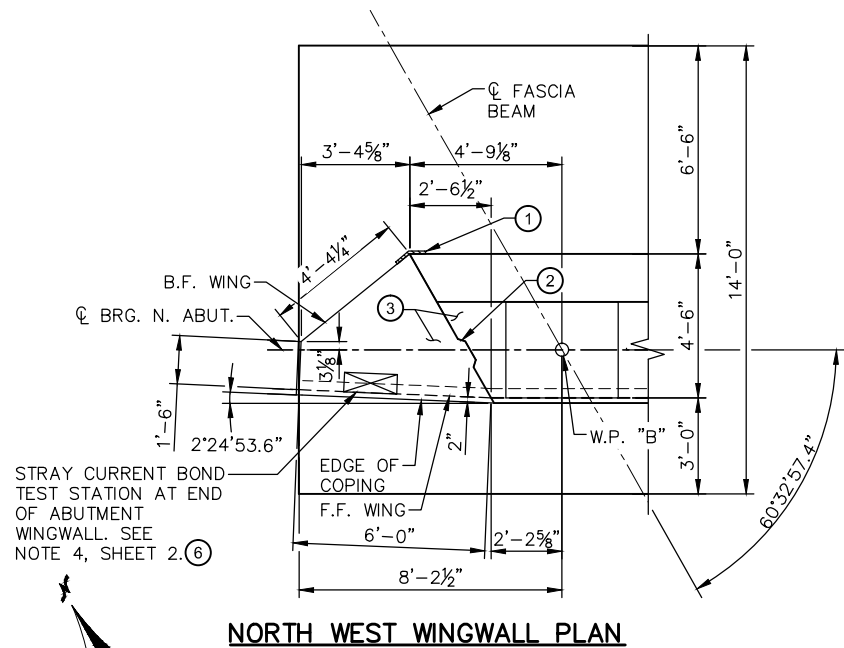 ℄ FASCIA
BEAM
3'-4⅝"
4'-9⅛"
2'-6½"
6'-6"
1
4'-4¼"
2
B.F. WING
3
14'-0"
℄ BRG. N. ABUT.
4'-6"
3⅛"
1'-6"
2°24'53.6"
2"
W.P. "B"
3'-0"
60°32'57.4"
STRAY CURRENT BOND
TEST STATION AT END
OF ABUTMENT
WINGWALL. SEE
NOTE 4, SHEET 2. 6
EDGE OF
COPING
F.F. WING
6'-0"
2'-2⅝"
8'-2½"
NORTH WEST WINGWALL PLAN